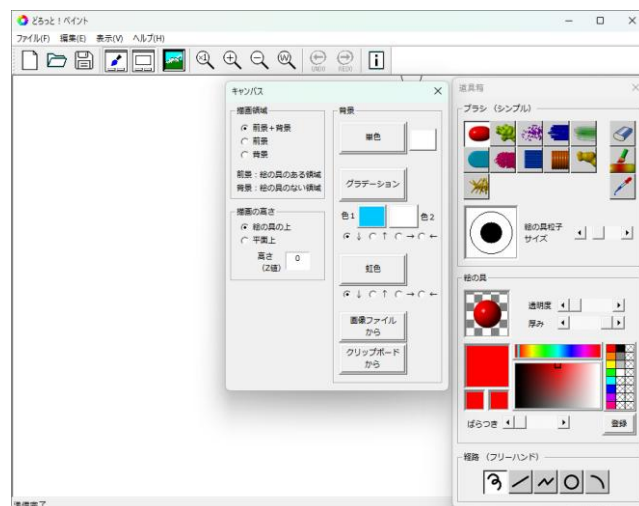 どろっと！ペイント
ファイル(F) 編集(E) 表示(V) ヘルプ(H)
×1 W UNDO REDO i
キャンバス
描画領域
前景＋背景
前景
背景
前景：絵の具のある領域
背景：絵の具のない領域
描画の高さ
絵の具の上
平面上
高さ
(Z値)
0
背景
単色
グラデーション
色1 色2
↓ ↑ → ←
虹色
↓ ↑ → ←
画像ファイル
から
クリップボード
から
道具箱
ブラシ（シンプル）
絵の具粒子
サイズ
絵の具
透明度
厚み
ばらつき
登録
経路（フリーハンド）
準備完了